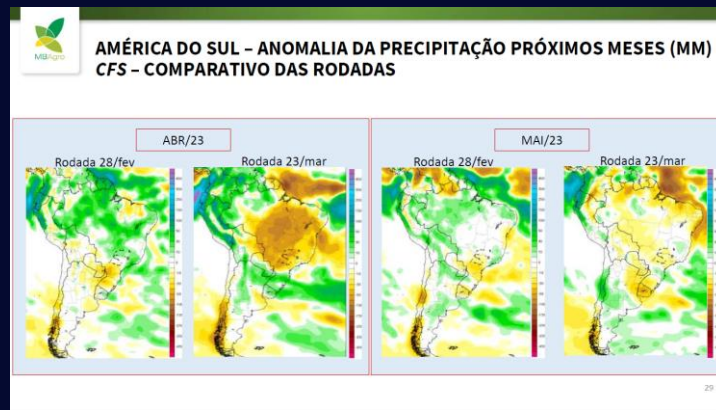 MBAgro
AMÉRICA DO SUL – ANOMALIA DA PRECIPITAÇÃO PRÓXIMOS MESES (MM)
CFS – COMPARATIVO DAS RODADAS
ABR/23
Rodada 28/fev
Rodada 23/mar
MAI/23
Rodada 28/fev
Rodada 23/mar
29